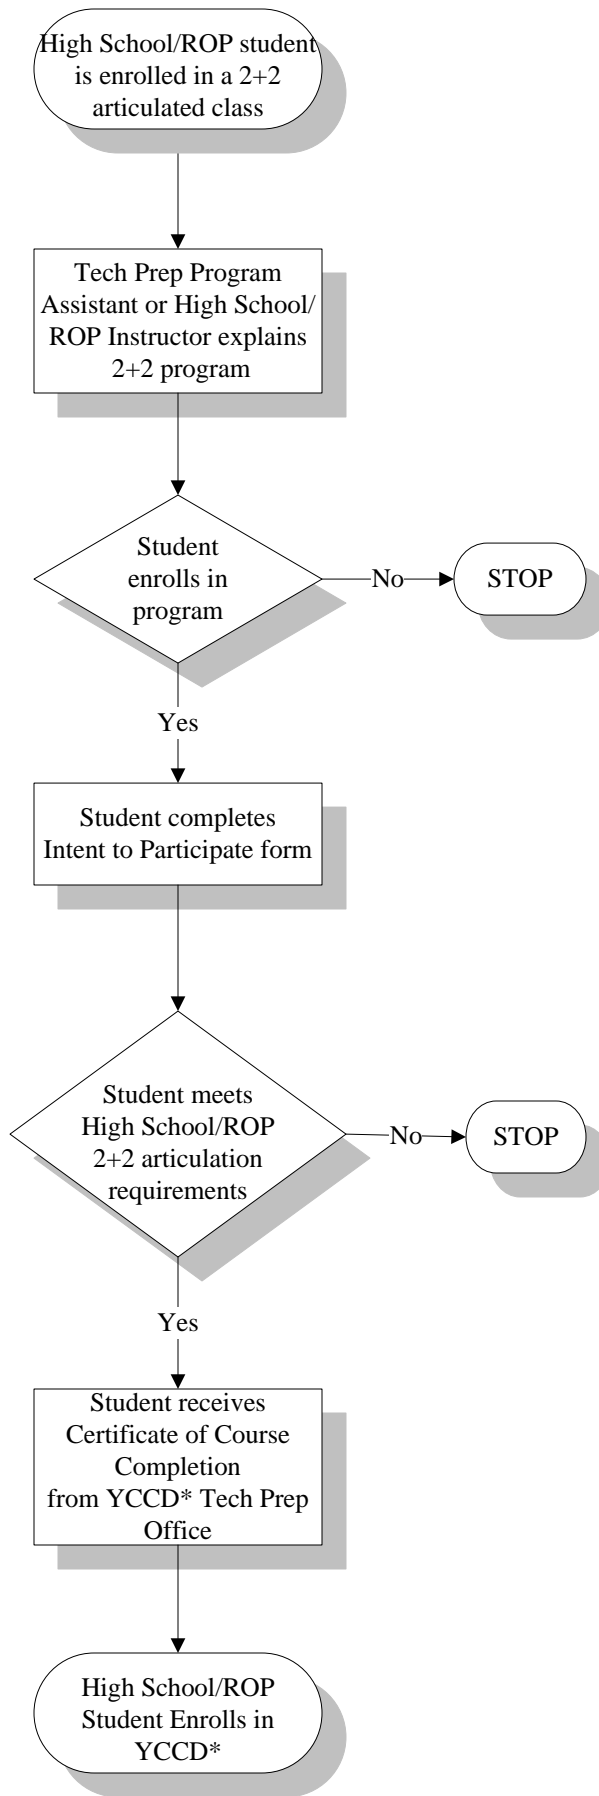 High School/ROP student
is enrolled in a 2+2
articulated class
Tech Prep Program
Assistant or High School/
ROP Instructor explains
2+2 program
Student
enrolls in
program
No
STOP
Yes
Student completes
Intent to Participate form
Student meets
High School/ROP
2+2 articulation
requirements
No
STOP
Yes
Student receives
Certificate of Course
Completion
from YCCD* Tech Prep
Office
High School/ROP
Student Enrolls in
YCCD*